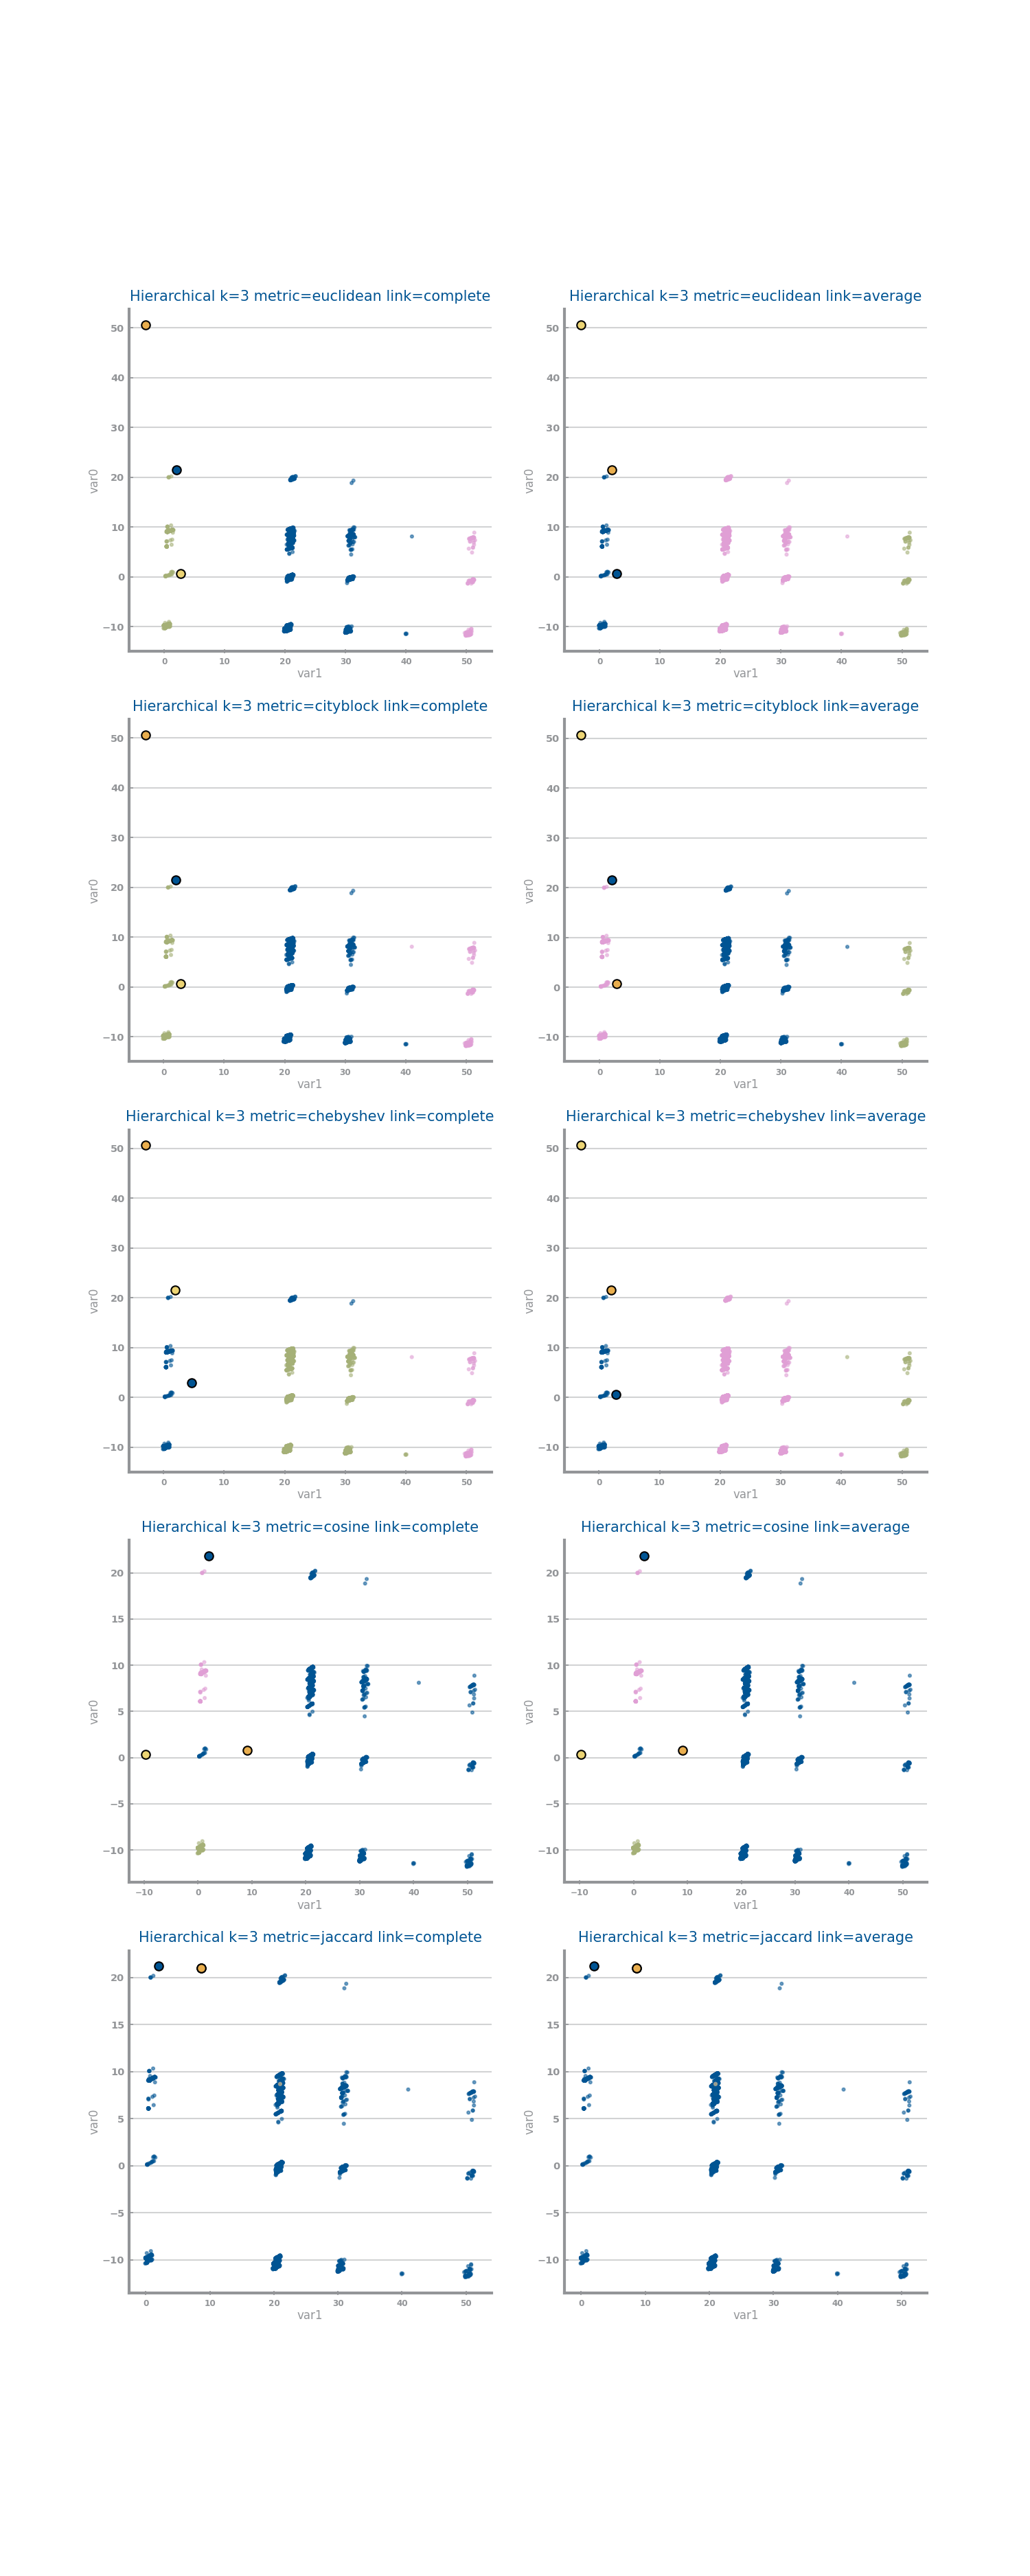 Hierarchical k=3 metric=euclidean link=complete
50
40
30
20
10
0
−10
var0
0 10 20 30 40 50
var1
Hierarchical k=3 metric=euclidean link=average
50
40
30
20
10
0
−10
var0
0 10 20 30 40 50
var1
Hierarchical k=3 metric=cityblock link=complete
50
40
30
20
10
0
−10
var0
0 10 20 30 40 50
var1
Hierarchical k=3 metric=cityblock link=average
50
40
30
20
10
0
−10
var0
0 10 20 30 40 50
var1
Hierarchical k=3 metric=chebyshev link=complete
50
40
30
20
10
0
−10
var0
0 10 20 30 40 50
var1
Hierarchical k=3 metric=chebyshev link=average
50
40
30
20
10
0
−10
var0
0 10 20 30 40 50
var1
Hierarchical k=3 metric=cosine link=complete
20
15
10
5
0
−5
−10
var0
−10 0 10 20 30 40 50
var1
Hierarchical k=3 metric=cosine link=average
20
15
10
5
0
−5
−10
var0
−10 0 10 20 30 40 50
var1
Hierarchical k=3 metric=jaccard link=complete
20
15
10
5
0
−5
−10
var0
0 10 20 30 40 50
var1
Hierarchical k=3 metric=jaccard link=average
20
15
10
5
0
−5
−10
var0
0 10 20 30 40 50
var1